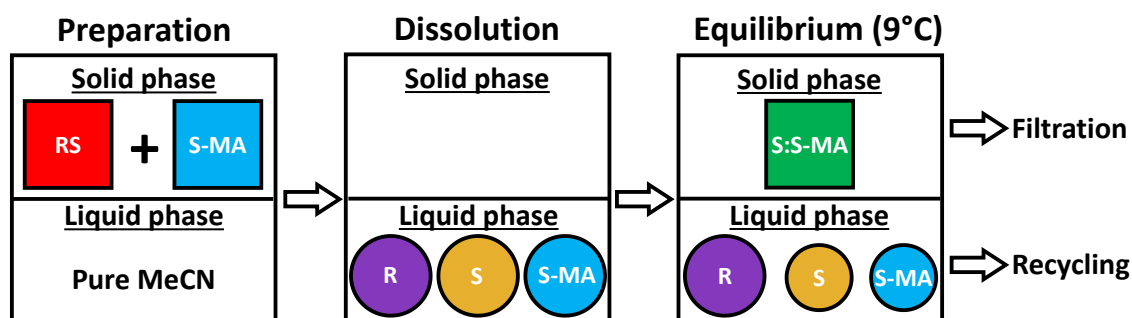 Preparation
Solid phase
RS + S-MA
Liquid phase
Pure MeCN
Dissolution
Solid phase
Liquid phase
R S S-MA
Equilibrium (9°C)
Solid phase
S:S-MA
Liquid phase
R S S-MA
Filtration
Recycling